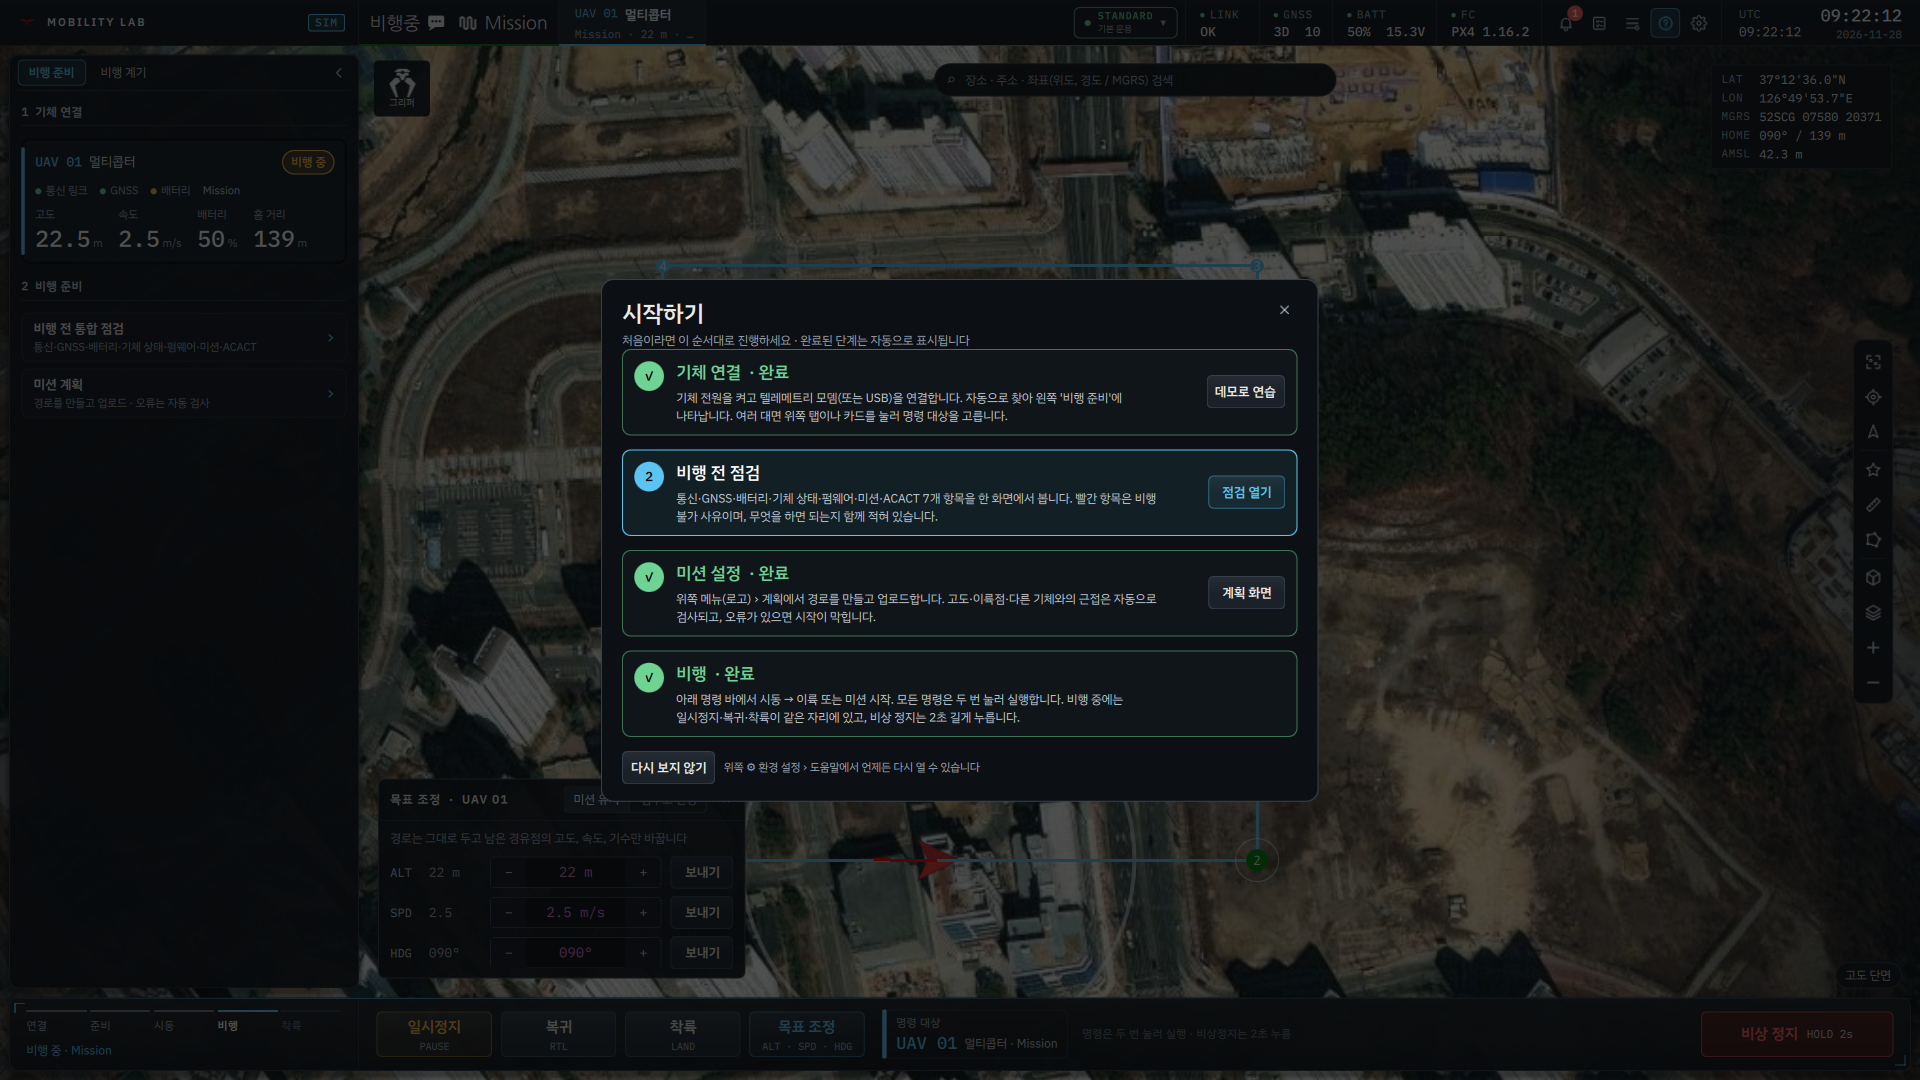 MOBILITY LAB
SIM
비행중
Mission
UAV 01 멀티콥터
Mission · 22 m · …
STANDARD
기본 운용
LINK
OK
GNSS
3D 10
BATT
50% 15.3V
FC
PX4 1.16.2
1
UTC
09:22:12
09:22:12
2026-11-28
비행 준비
비행 계기
1 기체 연결
UAV 01 멀티콥터
비행 중
통신 링크 GNSS 배터리 Mission
고도 속도 배터리 홈 거리
22.5 m 2.5 m/s 50 % 139 m
2 비행 준비
비행 전 통합 점검
통신·GNSS·배터리·기체 상태·펌웨어·미션·ACACT
미션 계획
경로를 만들고 업로드 · 오류는 자동 검사
그리퍼
장소 · 주소 · 좌표(위도, 경도 / MGRS) 검색
LAT 37°12'36.0"N
LON 126°49'53.7"E
MGRS 52SCG 07580 20371
HOME 090° / 139 m
AMSL 42.3 m
4
3
시작하기
처음이라면 이 순서대로 진행하세요 · 완료된 단계는 자동으로 표시됩니다
기체 연결 · 완료
기체 전원을 켜고 텔레메트리 모뎀(또는 USB)을 연결합니다. 자동으로 찾아 왼쪽 '비행 준비'에
나타납니다. 여러 대면 위쪽 탭이나 카드를 눌러 명령 대상을 고릅니다.
데모로 연습
2
비행 전 점검
통신·GNSS·배터리·기체 상태·펌웨어·미션·ACACT 7개 항목을 한 화면에서 봅니다. 빨간 항목은 비행
불가 사유이며, 무엇을 하면 되는지 함께 적혀 있습니다.
점검 열기
미션 설정 · 완료
위쪽 메뉴(로고) › 계획에서 경로를 만들고 업로드합니다. 고도·이륙점·다른 기체와의 근접은 자동으로
검사되고, 오류가 있으면 시작이 막힙니다.
계획 화면
비행 · 완료
아래 명령 바에서 시동 → 이륙 또는 미션 시작. 모든 명령은 두 번 눌러 실행합니다. 비행 중에는
일시정지·복귀·착륙이 같은 자리에 있고, 비상 정지는 2초 길게 누릅니다.
다시 보지 않기
위쪽 ⚙ 환경 설정 › 도움말에서 언제든 다시 열 수 있습니다
목표 조정 · UAV 01
미션
경로는 그대로 두고 남은 경유점의 고도, 속도, 기수만 바꿉니다
ALT 22 m − 22 m + 보내기
SPD 2.5 − 2.5 m/s + 보내기
HDG 090° − 090° + 보내기
2
고도 단면
연결 준비 시동 비행 착륙
비행 중 · Mission
일시정지
PAUSE
복귀
RTL
착륙
LAND
목표 조정
ALT · SPD · HDG
명령 대상
UAV 01 멀티콥터 · Mission
명령은 두 번 눌러 실행 · 비상정지는 2초 누름
비상 정지 HOLD 2s